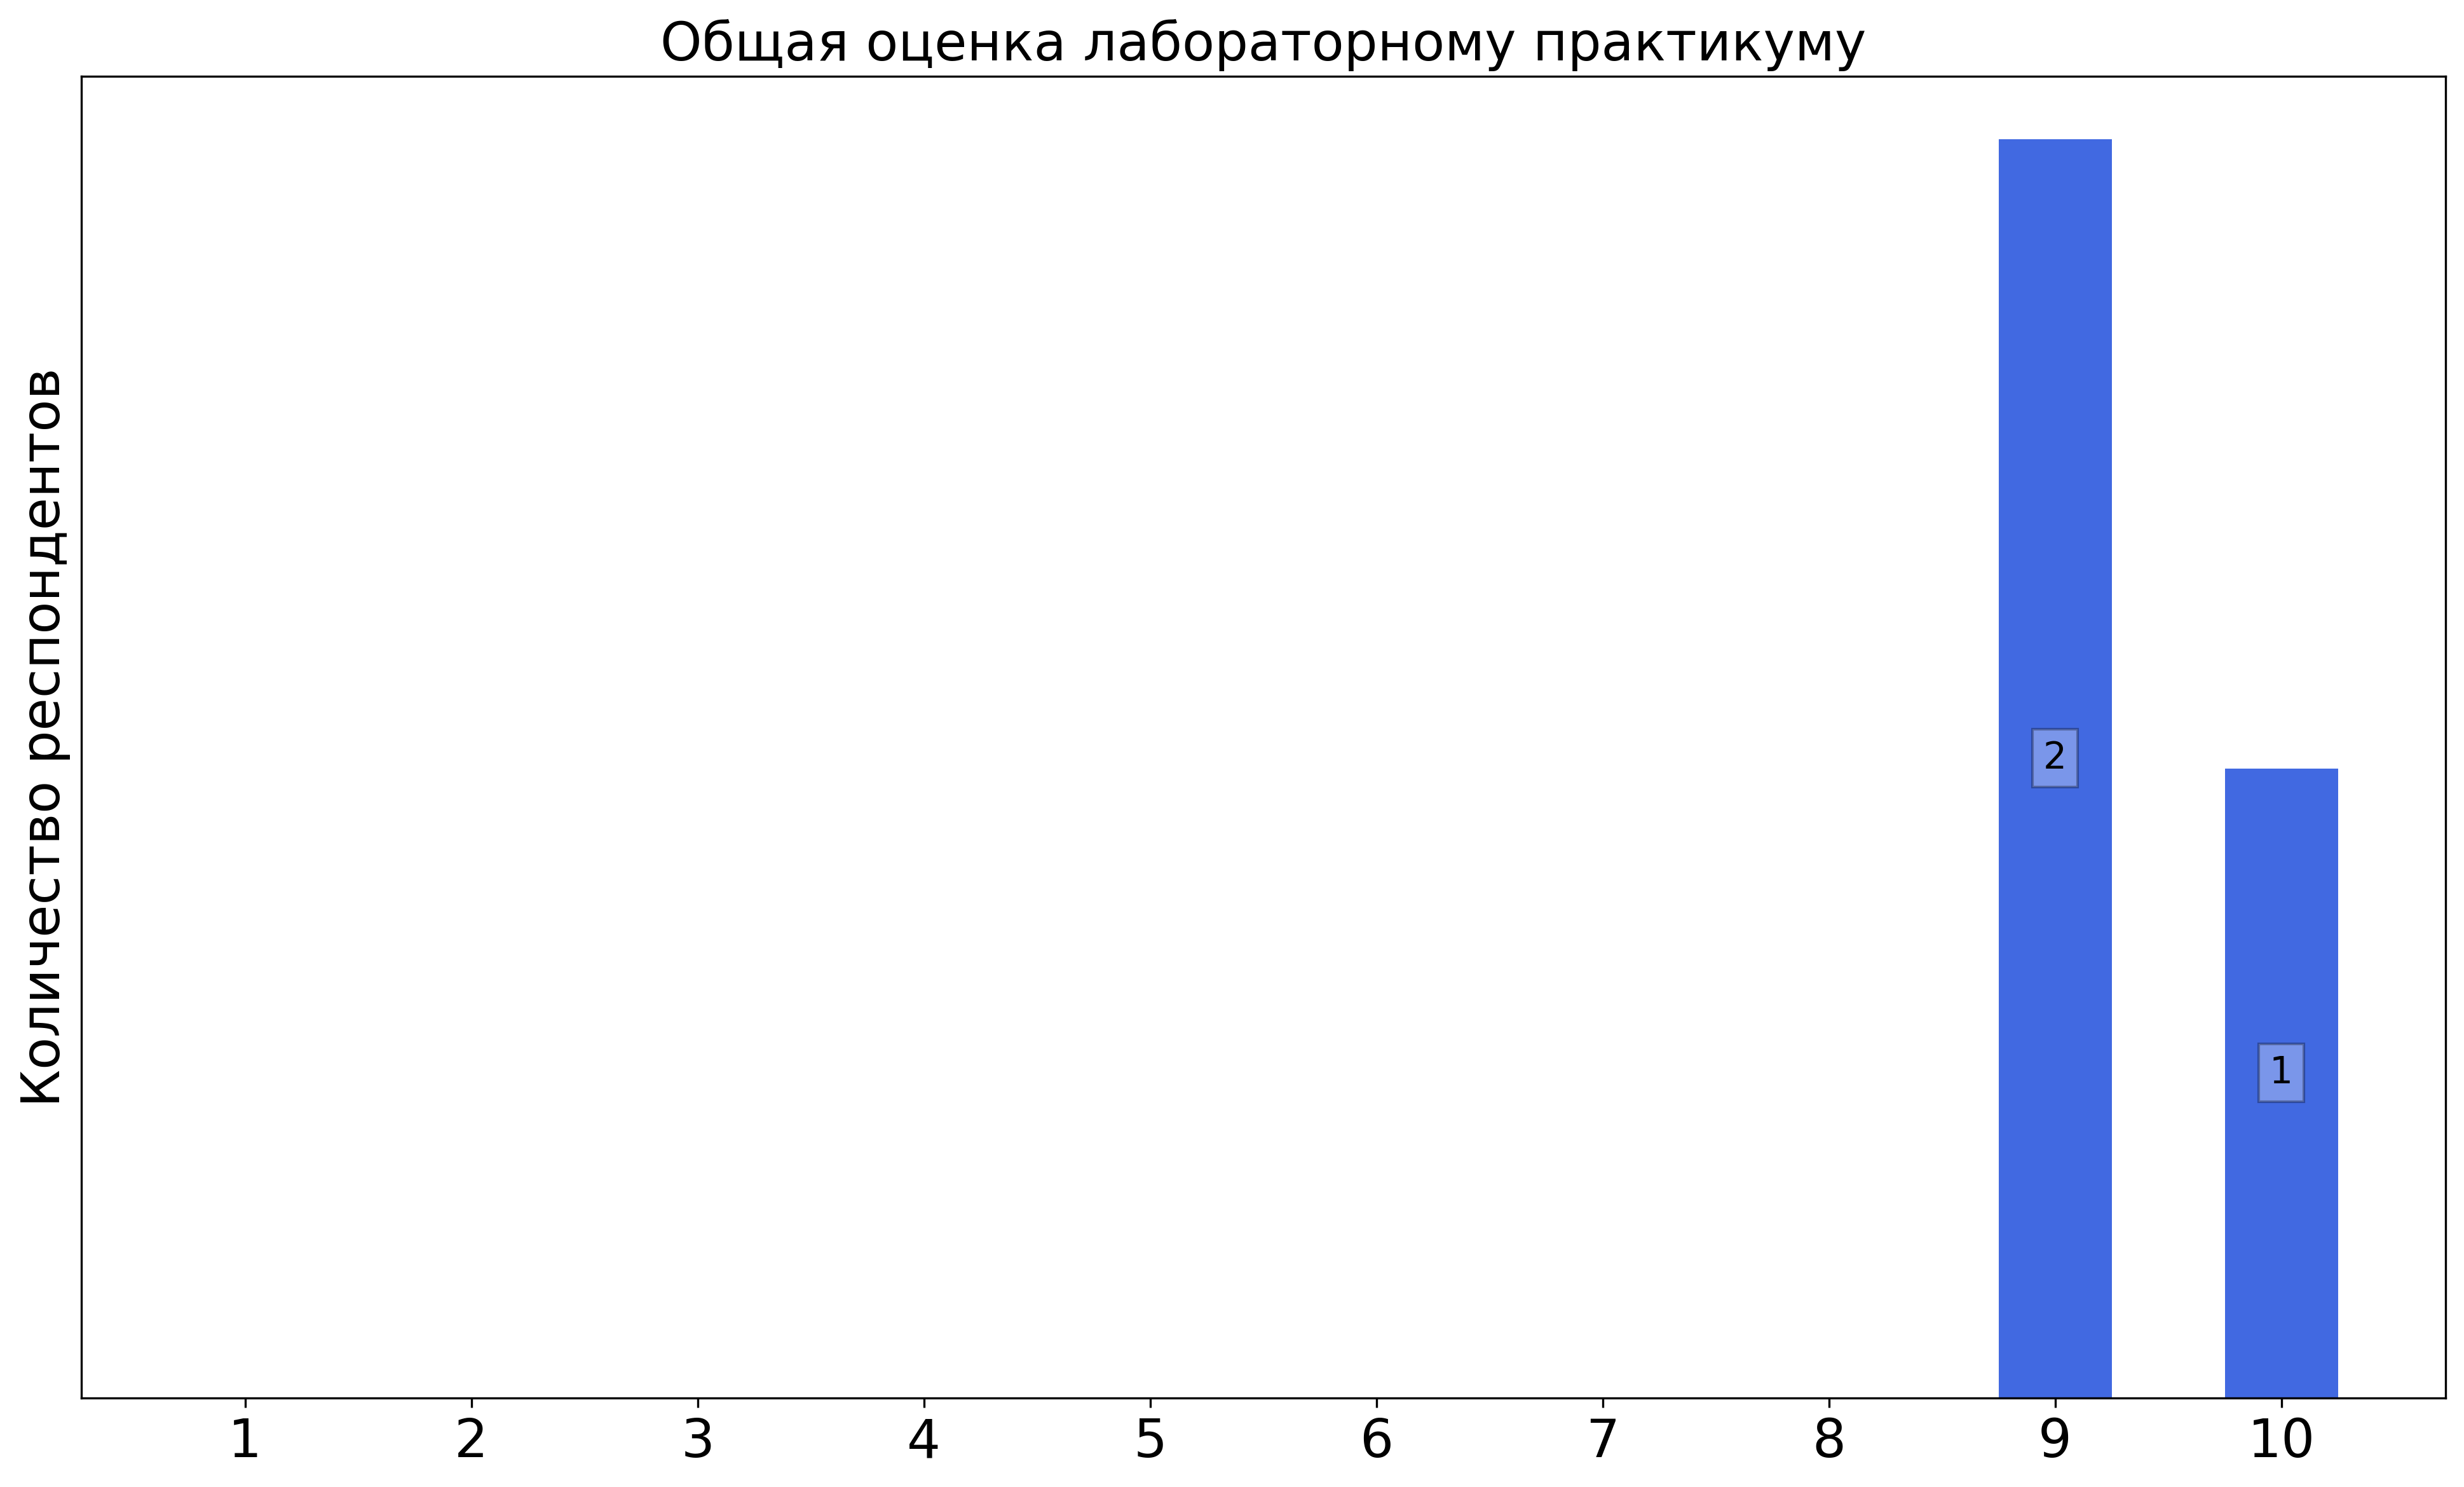 Общая оценка лабораторному практикуму
Количество респондентов
2
1
1 2 3 4 5 6 7 8 9 10